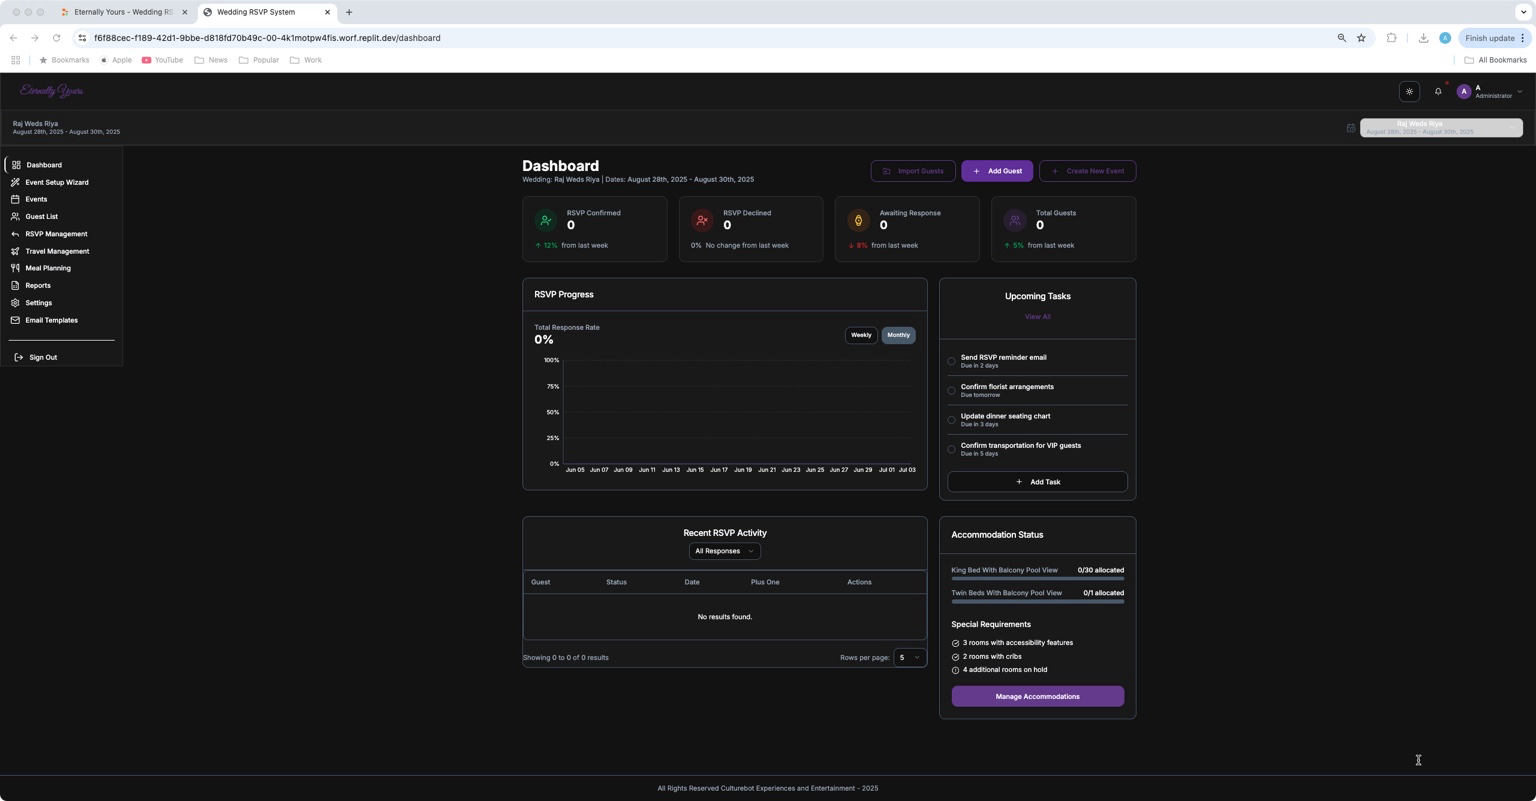 Eternally Yours - Wedding RS
Wedding RSVP System
f6f88cec-f189-42d1-9bbe-d818fd70b49c-00-4k1motpw4fis.worf.replit.dev/dashboard
A
Finish update
Bookmarks
Apple
YouTube
News
Popular
Work
All Bookmarks
Eternally Yours
A
A
Administrator
Raj Weds Riya
August 28th, 2025 - August 30th, 2025
Raj Weds Riya
August 28th, 2025 - August 30th, 2025
Dashboard
Event Setup Wizard
Events
Guest List
RSVP Management
Travel Management
Meal Planning
Reports
Settings
Email Templates
Sign Out
Dashboard
Wedding: Raj Weds Riya | Dates: August 28th, 2025 - August 30th, 2025
Import Guests
+ Add Guest
+ Create New Event
RSVP Confirmed
0
↑ 12% from last week
RSVP Declined
0
0% No change from last week
Awaiting Response
0
↓ 8% from last week
Total Guests
0
↑ 5% from last week
RSVP Progress
Total Response Rate
0%
Weekly
Monthly
100%
75%
50%
25%
0%
Jun 05 Jun 07 Jun 09 Jun 11 Jun 13 Jun 15 Jun 17 Jun 19 Jun 21 Jun 23 Jun 25 Jun 27 Jun 29 Jul 01 Jul 03
Upcoming Tasks
View All
Send RSVP reminder email
Due in 2 days
Confirm florist arrangements
Due tomorrow
Update dinner seating chart
Due in 3 days
Confirm transportation for VIP guests
Due in 5 days
+ Add Task
Recent RSVP Activity
All Responses
Guest Status Date Plus One Actions
No results found.
Showing 0 to 0 of 0 results
Rows per page: 5
Accommodation Status
King Bed With Balcony Pool View 0/30 allocated
Twin Beds With Balcony Pool View 0/1 allocated
Special Requirements
3 rooms with accessibility features
2 rooms with cribs
4 additional rooms on hold
Manage Accommodations
All Rights Reserved Culturebot Experiences and Entertainment - 2025